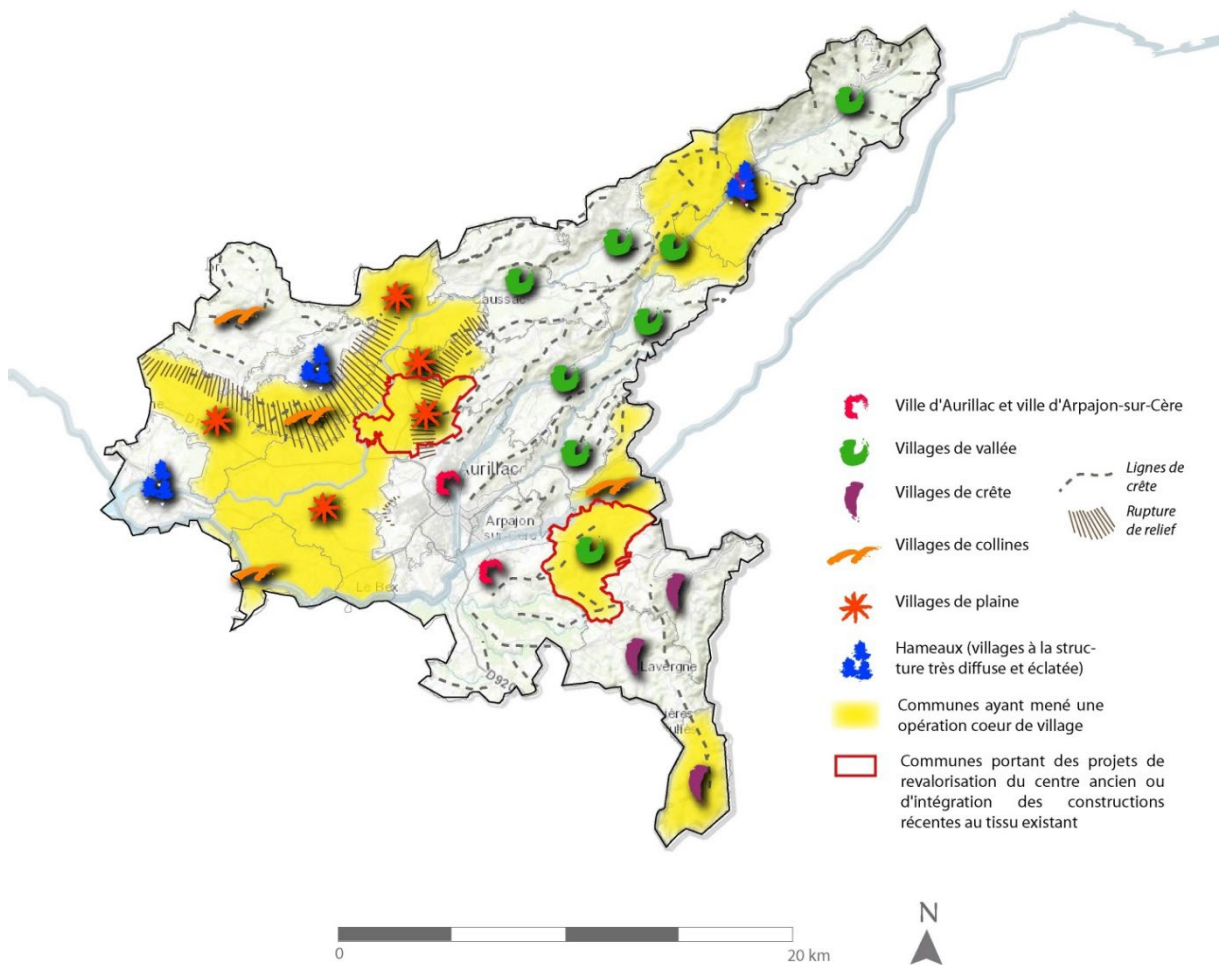 Aurillac
Arpajon
sur-Cère
Le Bex
D920
Lavergne
Ville d'Aurillac et ville d'Arpajon-sur-Cère
Villages de vallée
Villages de crête
Villages de collines
Villages de plaine
Hameaux (villages à la struc-
ture très diffuse et éclatée)
Communes ayant mené une
opération coeur de village
Communes portant des projets de
revalorisation du centre ancien ou
d'intégration des constructions
récentes au tissu existant
Lignes de
crête
Rupture
de relief
0
20 km
N